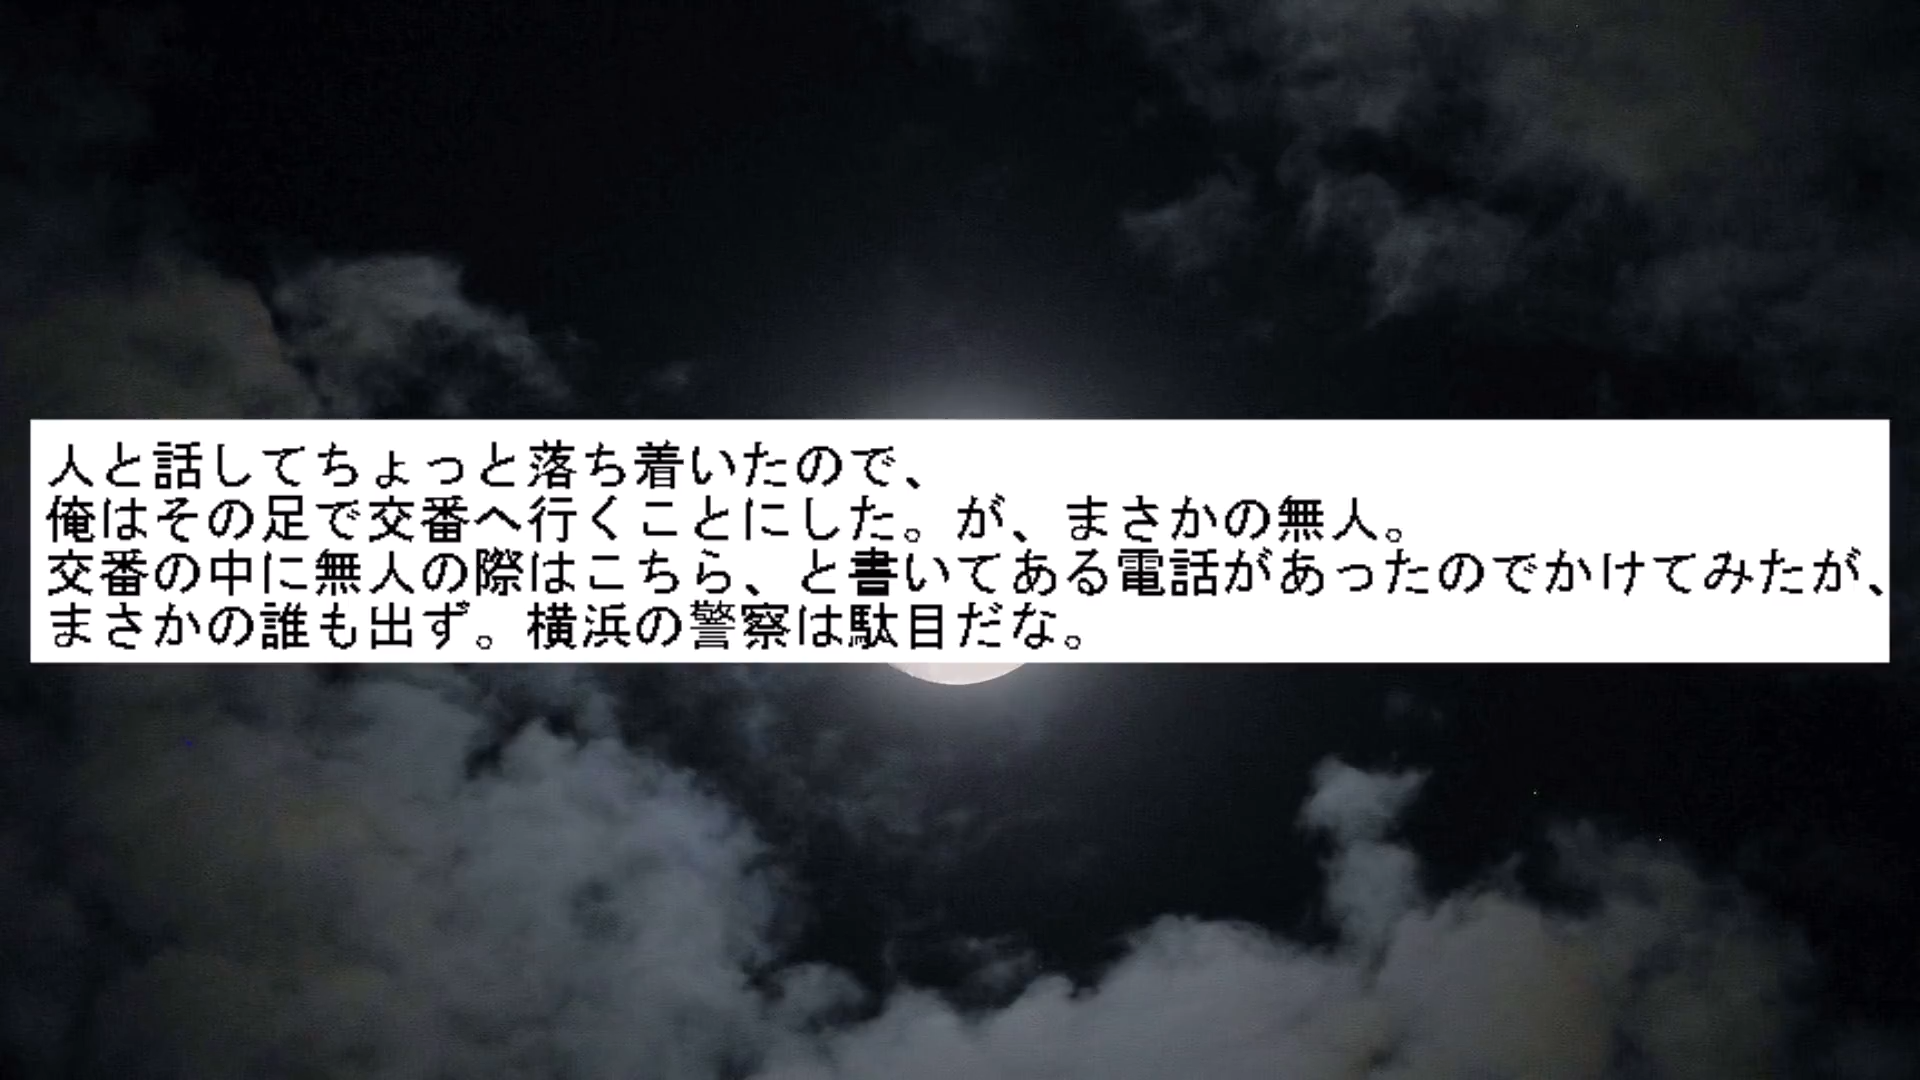 人と話してちょっと落ち着いたので、
俺はその足で交番へ行くことにした。が、まさかの無人。
交番の中に無人の際はこちら、と書いてある電話があったのでかけてみたが、
まさかの誰も出ず。横浜の警察は駄目だな。